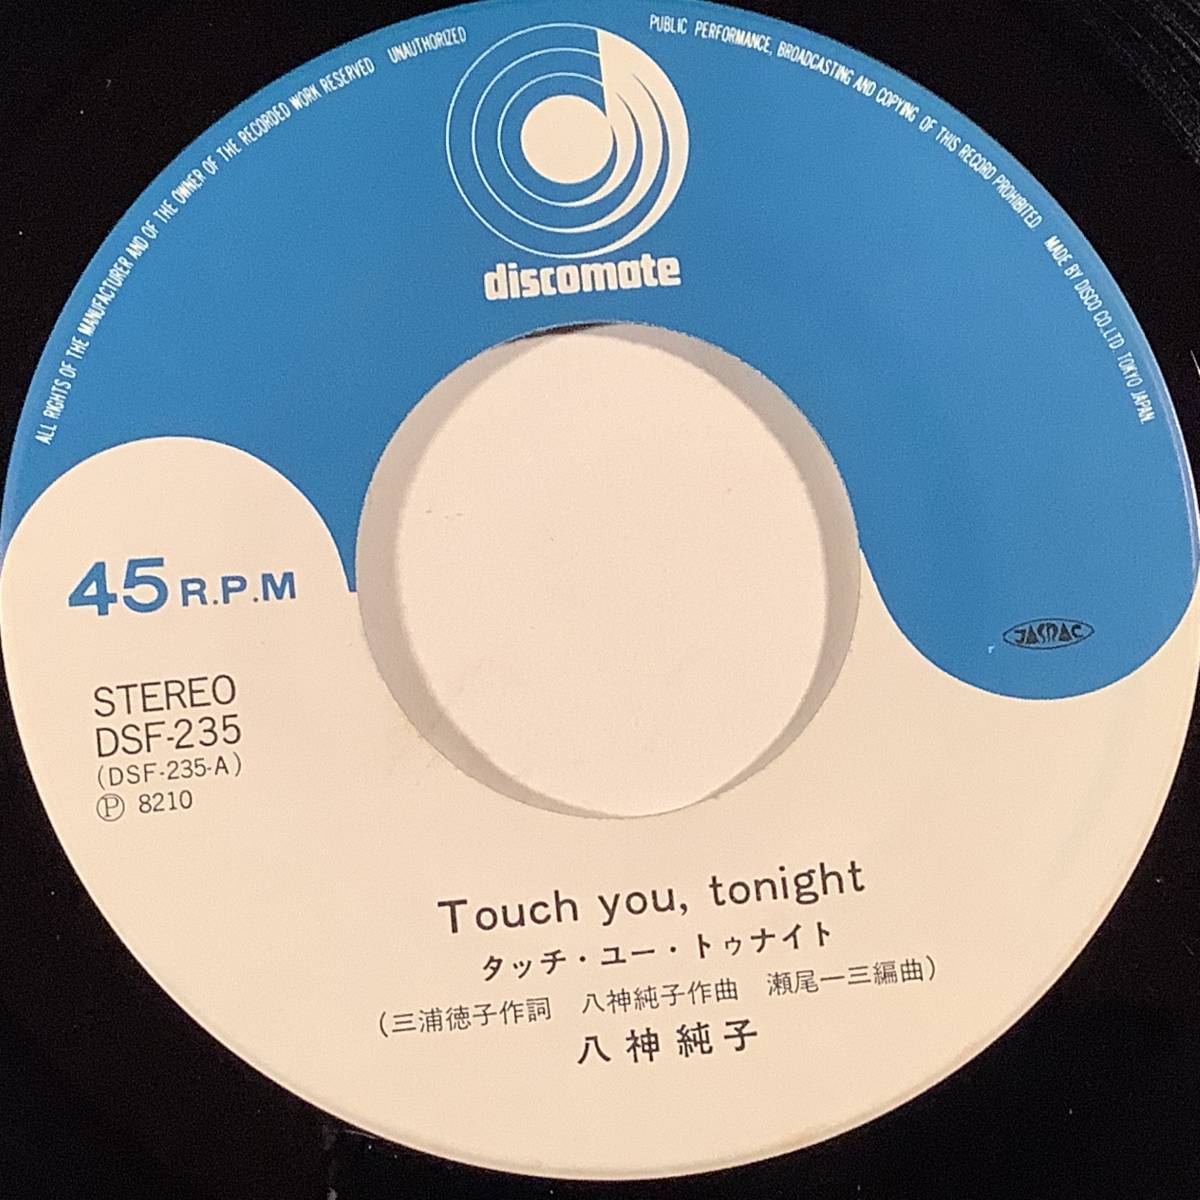 ALL RIGHTS OF THE MANUFACTURER AND OF THE OWNER OF THE RECORDED WORK RESERVED UNAUTHORIZED PUBLIC PERFORMANCE, BROADCASTING AND COPYING OF THIS RECORD PROHIBITED. MADE BY DISCO CO., LTD. TOKYO JAPAN.
discomate
45 R.P.M
JASRAC
STEREO
DSF-235
(DSF-235-A)
Ⓟ 8210
Touch you, tonight
タッチ・ユー・トゥナイト
(三浦徳子作詞 八神純子作曲 瀬尾一三編曲)
八神純子